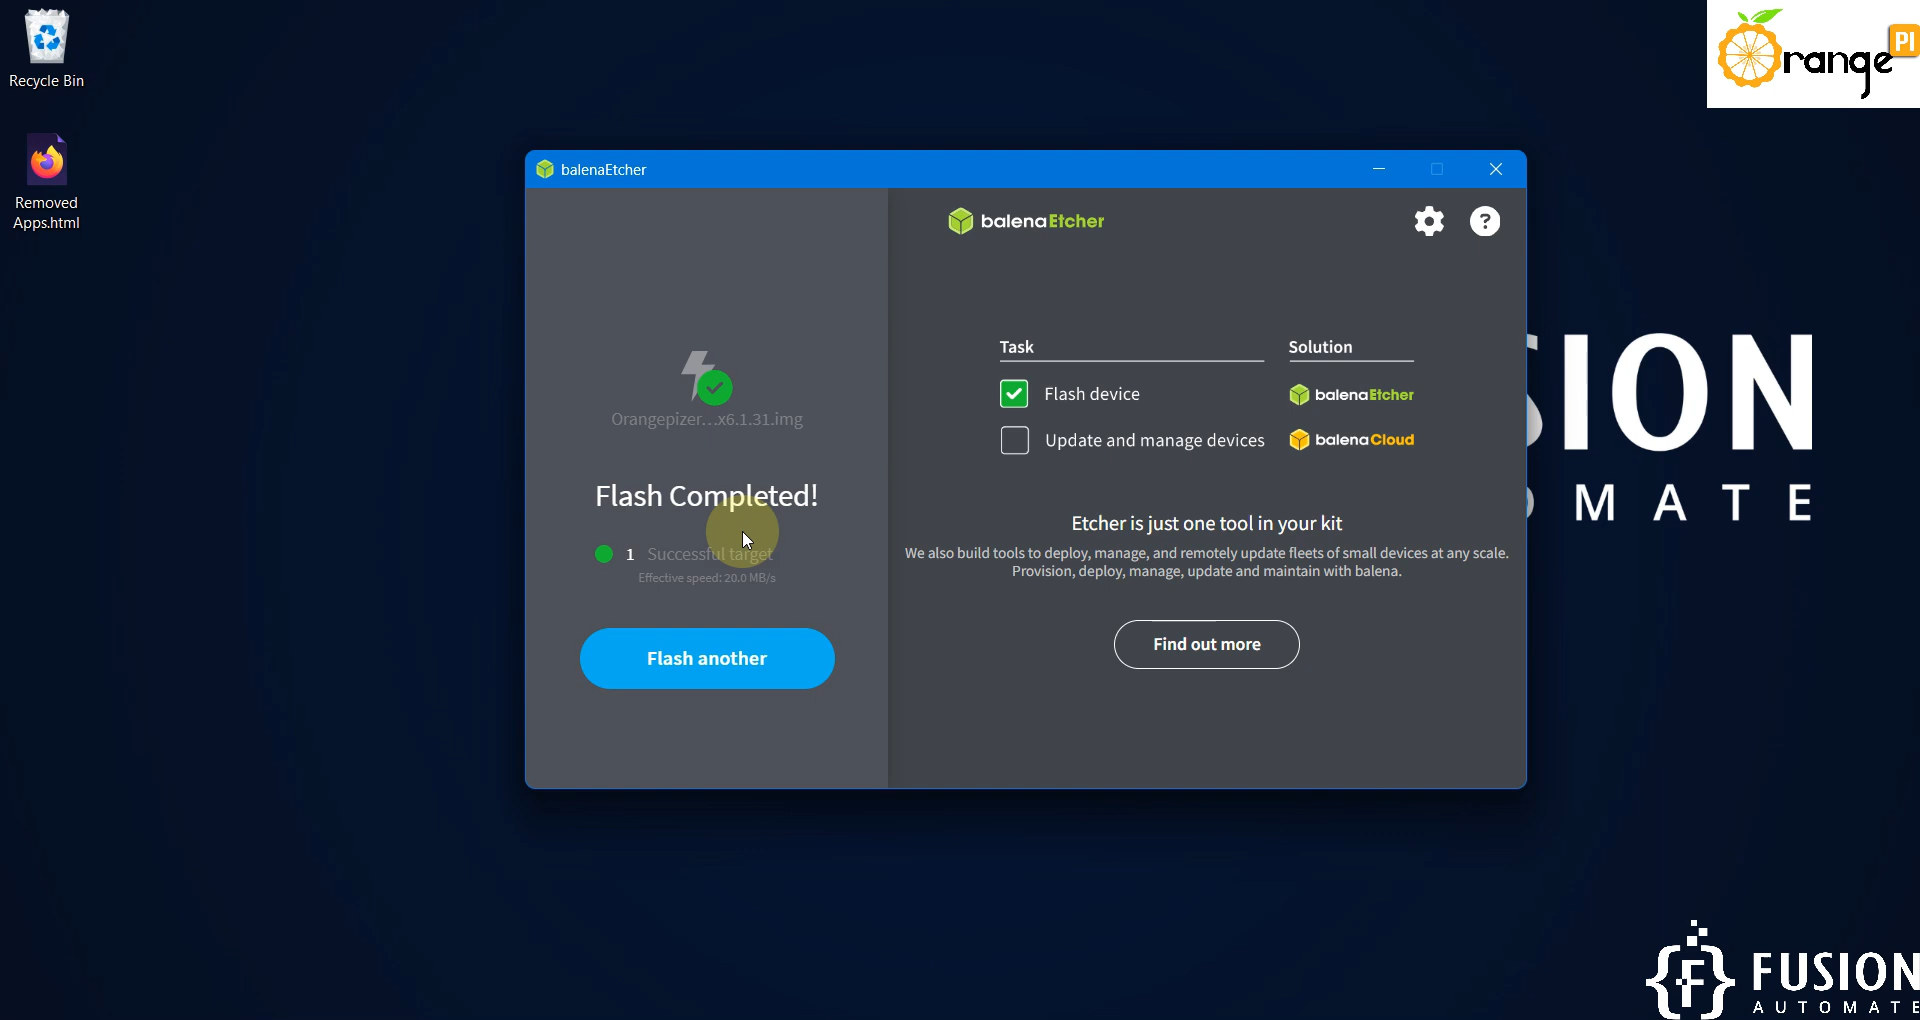 Recycle Bin
Removed
Apps.html
Orange PI
balenaEtcher
balenaEtcher
?
Orangepizer...x6.1.31.img
Flash Completed!
1 Successful target
Effective speed: 20.0 MB/s
Flash another
Task Solution
Flash device balenaEtcher
Update and manage devices balenaCloud
Etcher is just one tool in your kit
We also build tools to deploy, manage, and remotely update fleets of small devices at any scale.
Provision, deploy, manage, update and maintain with balena.
Find out more
SION
MATE
FUSION
AUTOMATE